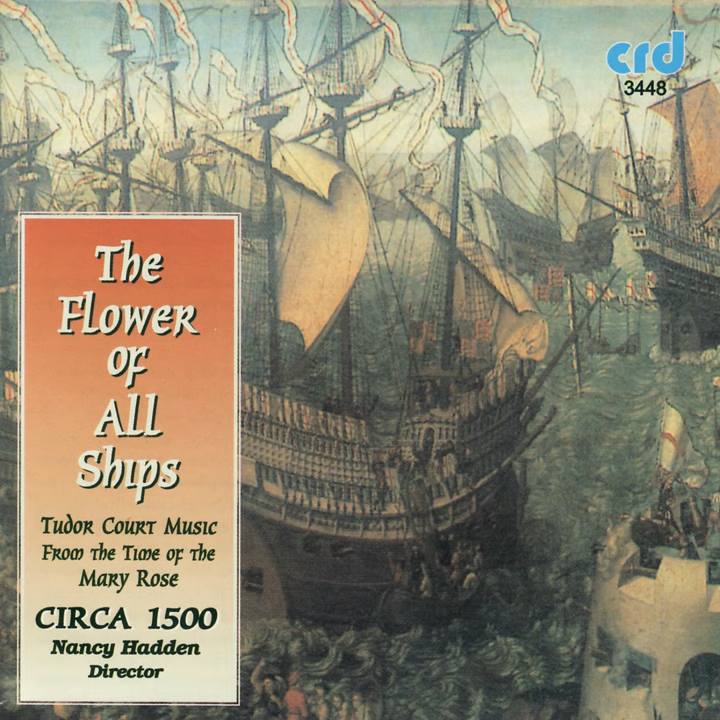 crd
3448
The
Flower
of
All
Ships
Tudor Court Music
From the Time of the
Mary Rose
CIRCA 1500
Nancy Hadden
Director